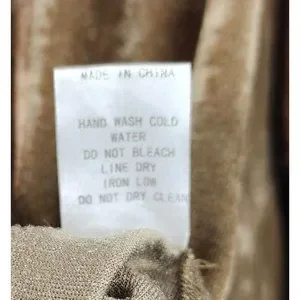 MADE IN CHINA
HAND WASH COLD
WATER
DO NOT BLEACH
LINE DRY
IRON LOW
DO NOT DRY CLEAN